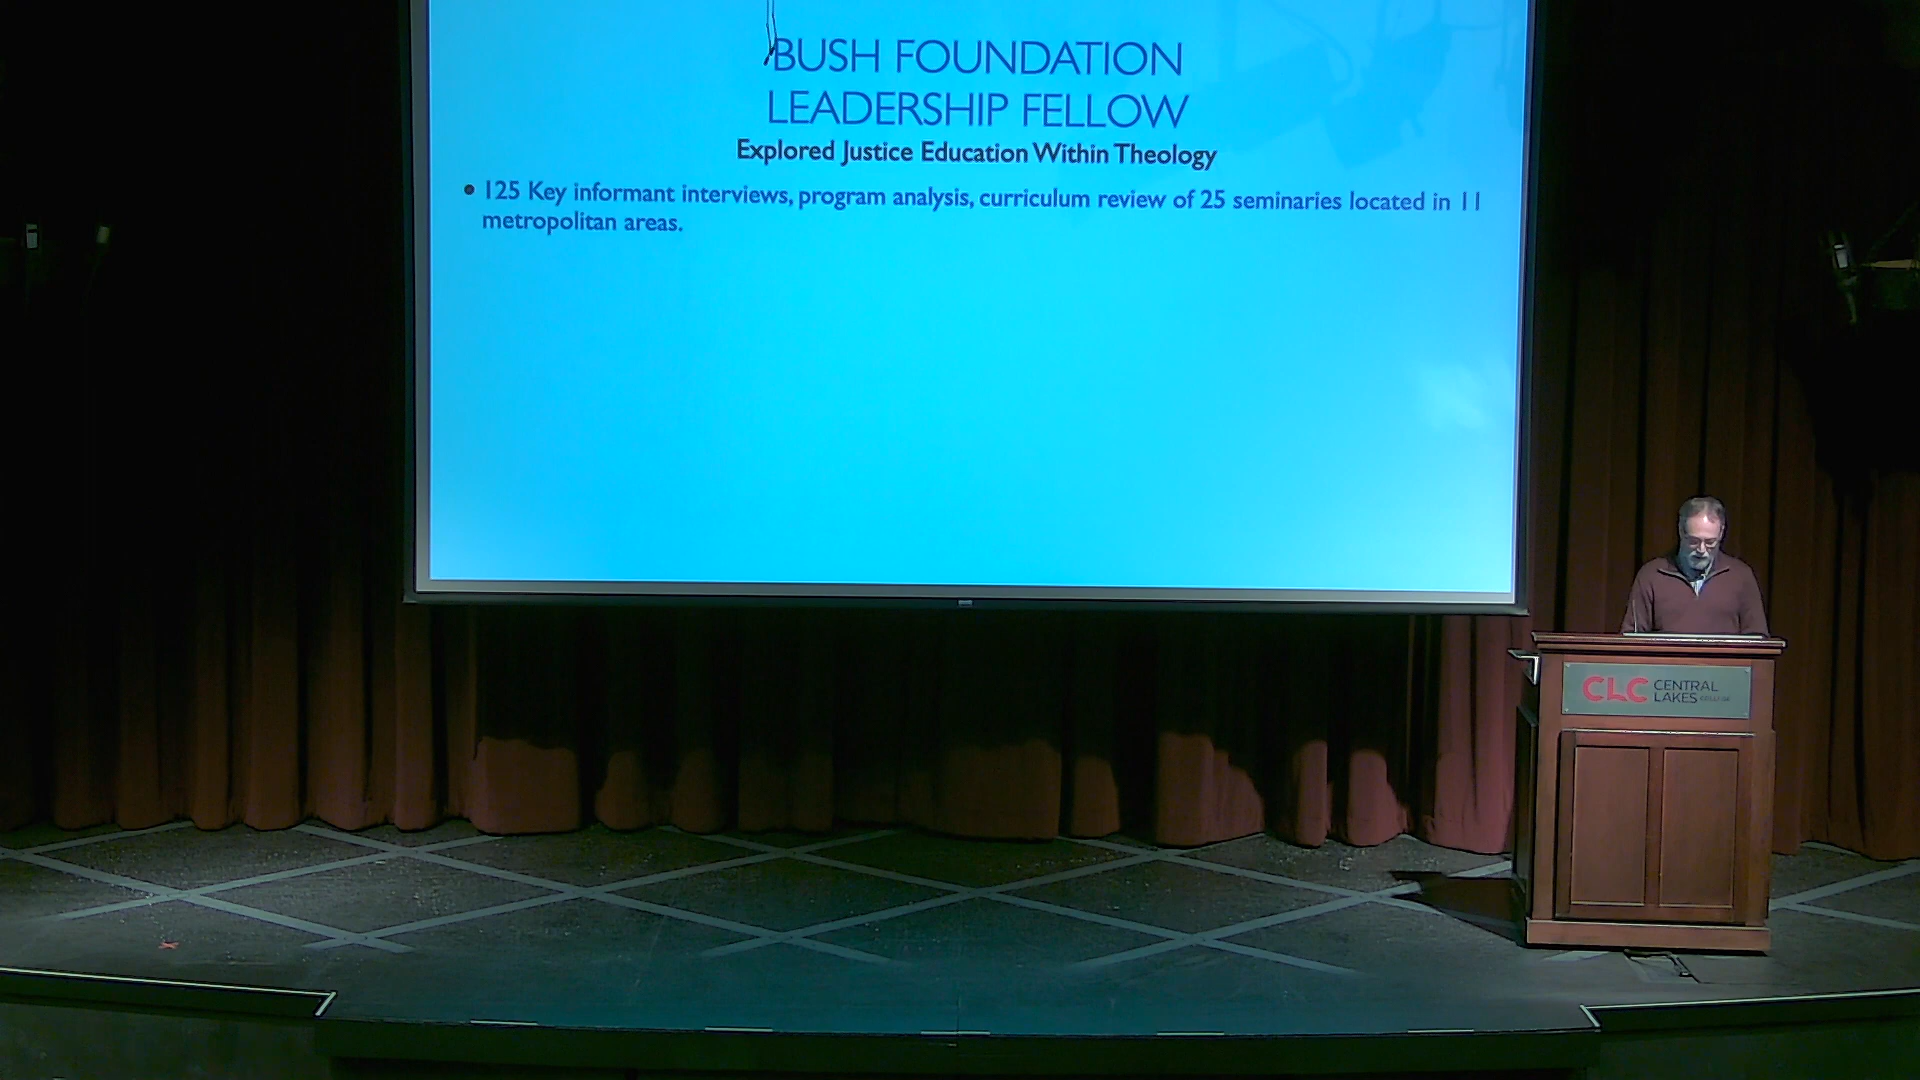 BUSH FOUNDATION
LEADERSHIP FELLOW
Explored Justice Education Within Theology
• 125 Key informant interviews, program analysis, curriculum review of 25 seminaries located in 11
metropolitan areas.
CLC CENTRAL
LAKES COLLEGE